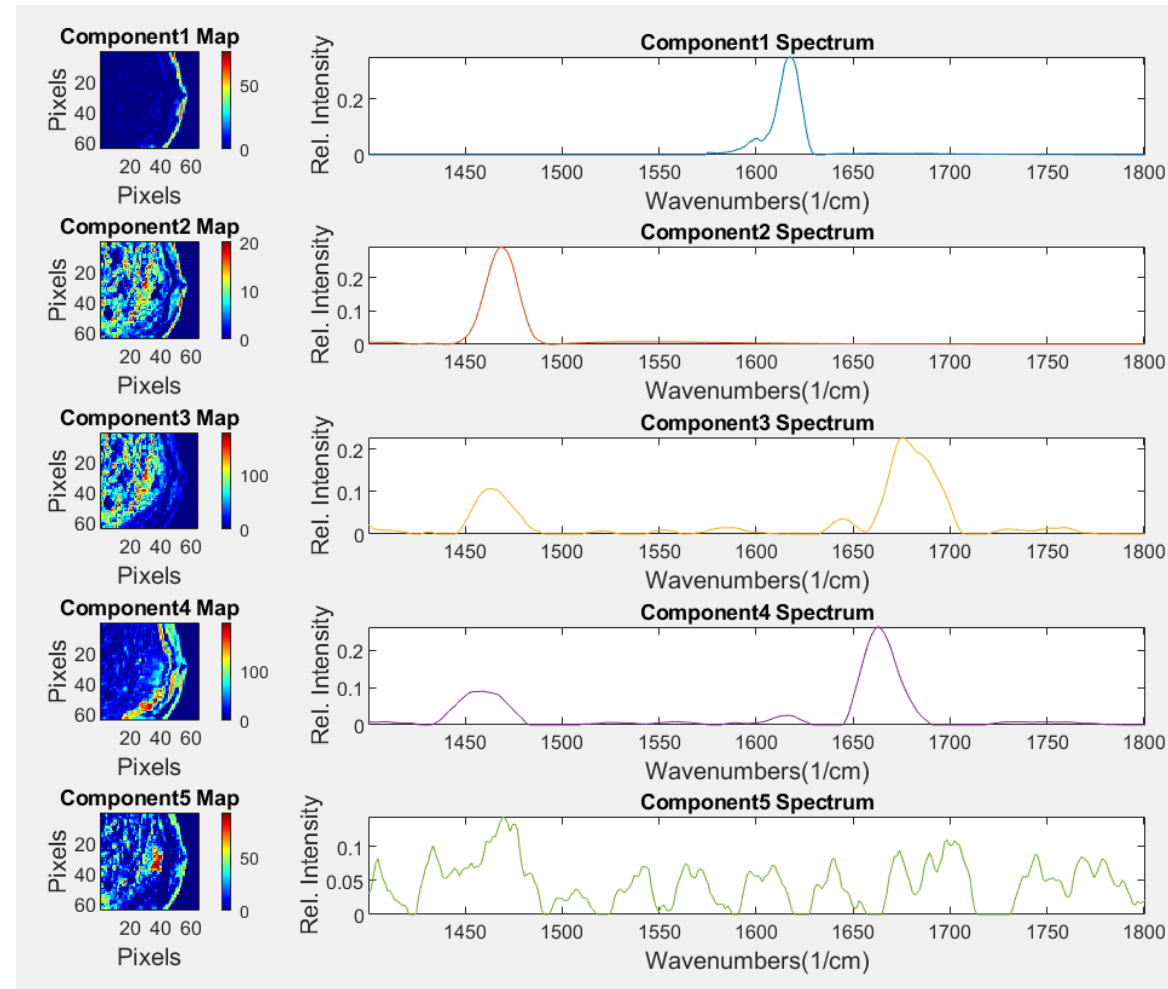 Component1 Map
Pixels
20
40
60
20 40 60
Pixels
50
0
Component1 Spectrum
Rel. Intensity
0.2
0
1450 1500 1550 1600 1650 1700 1750 1800
Wavenumbers(1/cm)
Component2 Map
Pixels
20
40
60
20 40 60
Pixels
20
10
0
Component2 Spectrum
Rel. Intensity
0.2
0.1
0
1450 1500 1550 1600 1650 1700 1750 1800
Wavenumbers(1/cm)
Component3 Map
Pixels
20
40
60
20 40 60
Pixels
100
0
Component3 Spectrum
Rel. Intensity
0.2
0.1
0
1450 1500 1550 1600 1650 1700 1750 1800
Wavenumbers(1/cm)
Component4 Map
Pixels
20
40
60
20 40 60
Pixels
100
0
Component4 Spectrum
Rel. Intensity
0.2
0.1
0
1450 1500 1550 1600 1650 1700 1750 1800
Wavenumbers(1/cm)
Component5 Map
Pixels
20
40
60
20 40 60
Pixels
50
0
Component5 Spectrum
Rel. Intensity
0.1
0.05
0
1450 1500 1550 1600 1650 1700 1750 1800
Wavenumbers(1/cm)